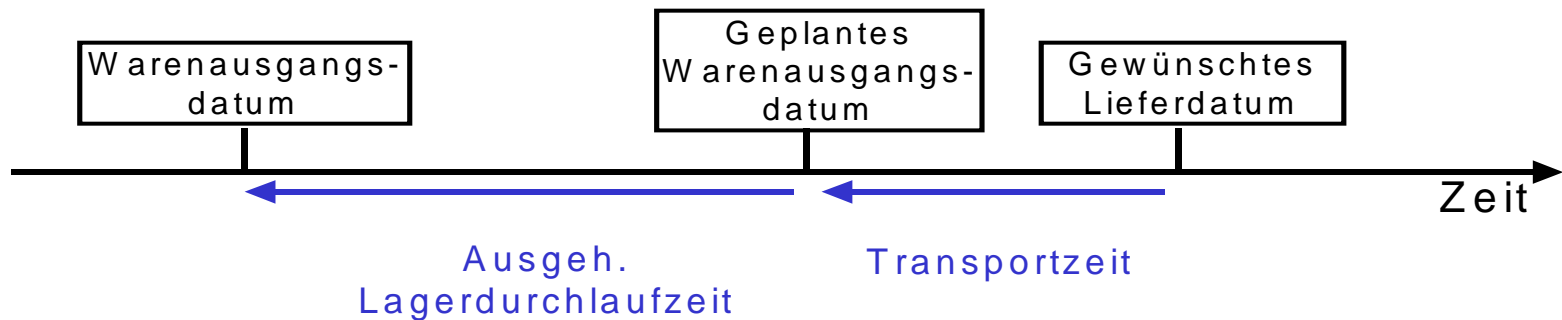 Warenausgangs-
datum
Geplantes
Warenausgangs-
datum
Gewünschtes
Lieferdatum
Zeit
Ausgeh.
Lagerdurchlaufzeit
Transportzeit